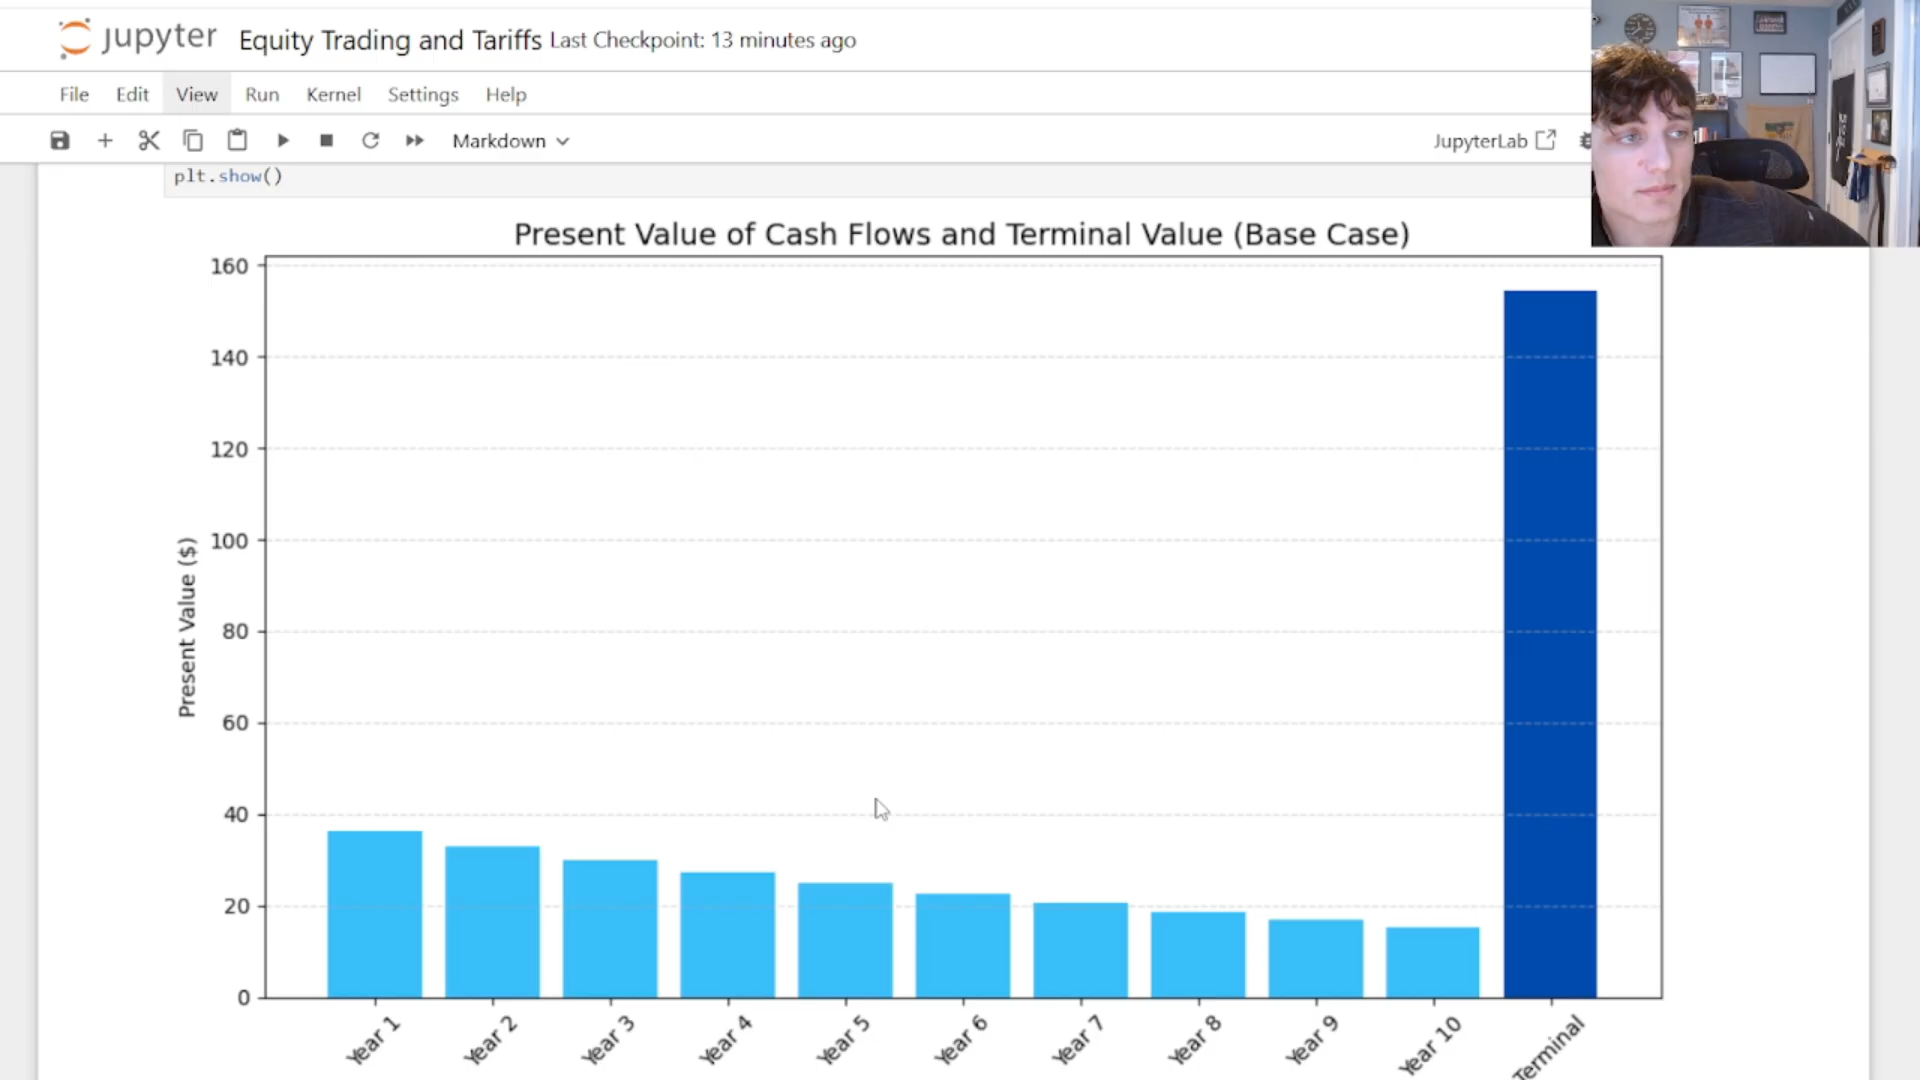 jupyter Equity Trading and Tariffs Last Checkpoint: 13 minutes ago
File Edit View Run Kernel Settings Help
Markdown JupyterLab
plt.show()
Present Value of Cash Flows and Terminal Value (Base Case)
160
140
120
100
80
60
40
20
0
Present Value ($)
Year 1 Year 2 Year 3 Year 4 Year 5 Year 6 Year 7 Year 8 Year 9 Year 10 Terminal